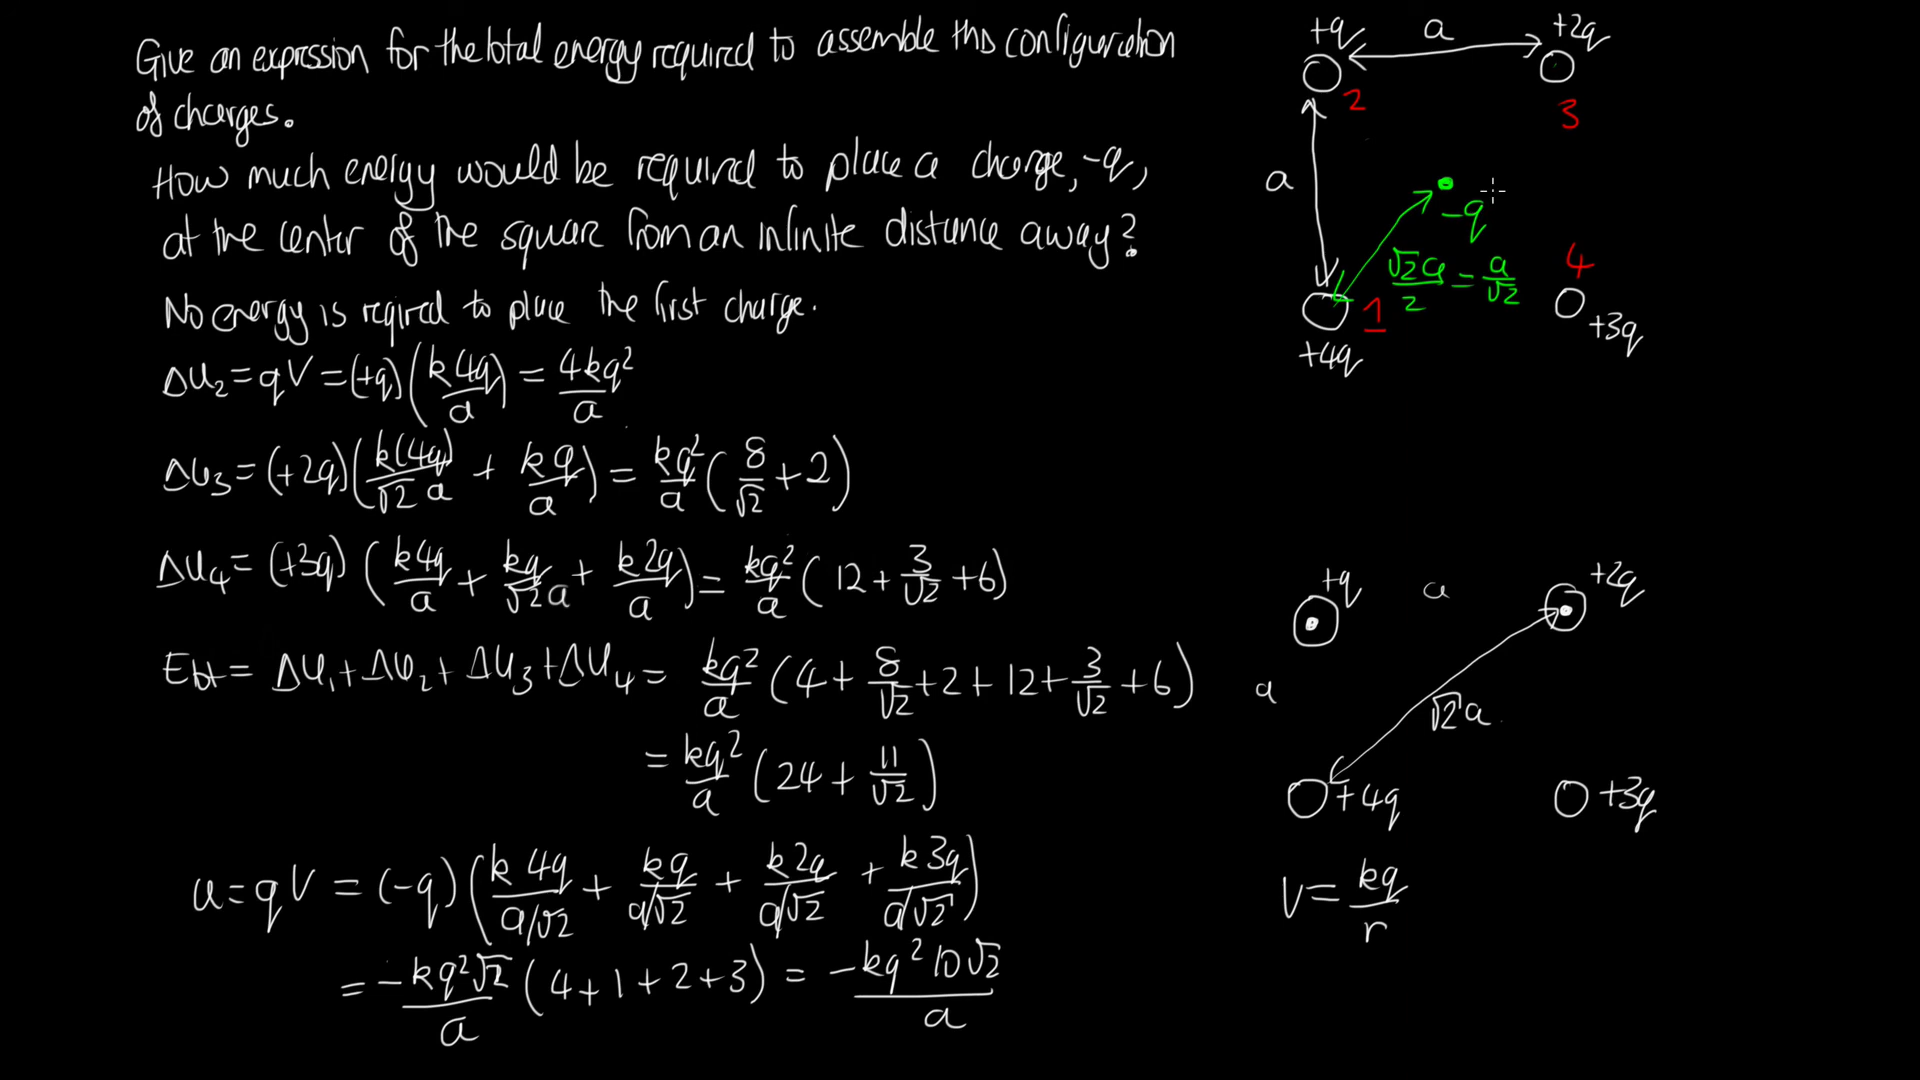 Give an expression for the total energy required to assemble this configuration
of charges.
How much energy would be required to place a charge, -q,
at the center of the square from an infinite distance away?
No energy is reqired to place the first charge.
ΔU₂ = qV = (+q)(k4q/a) = 4kq²/a
ΔU₃ = (+2q)(k(4q)/√2 a + kq/a) = kq²/a (8/√2 + 2)
ΔU₄ = (+3q)(k4q/a + kq/√2a + k2q/a) = kq²/a (12 + 3/√2 + 6)
Etot = ΔU₁ + ΔU₂ + ΔU₃ + ΔU₄ = kq²/a (4 + 8/√2 + 2 + 12 + 3/√2 + 6)
= kq²/a (24 + 11/√2)
u = qV = (-q)(k4q/a/√2 + kq/a/√2 + k2q/a/√2 + k3q/a/√2)
= -kq²√2/a (4+1+2+3) = -kq²10√2/a
+q a +2q
2 3
a
-q
√2a/2 = a/√2
4
1
+3q
+4q
+q a +2q
a
√2a
+4q +3q
V = kq/r